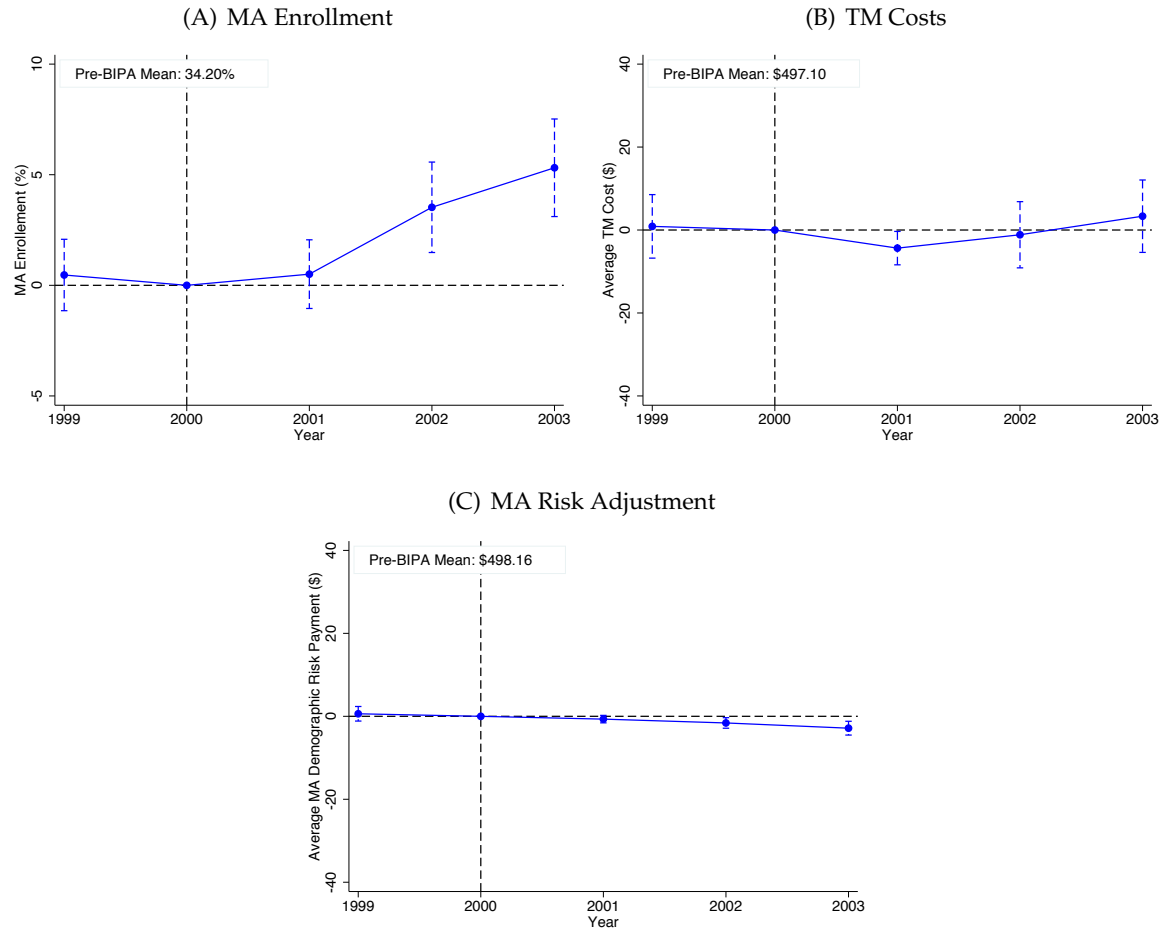 (A) MA Enrollment
Pre-BIPA Mean: 34.20%
MA Enrollement (%)
10
5
0
-5
1999 2000 2001 2002 2003
Year
(B) TM Costs
Pre-BIPA Mean: $497.10
Average TM Cost ($)
40
20
0
-20
-40
1999 2000 2001 2002 2003
Year
(C) MA Risk Adjustment
Pre-BIPA Mean: $498.16
Average MA Demographic Risk Payment ($)
40
20
0
-20
-40
1999 2000 2001 2002 2003
Year